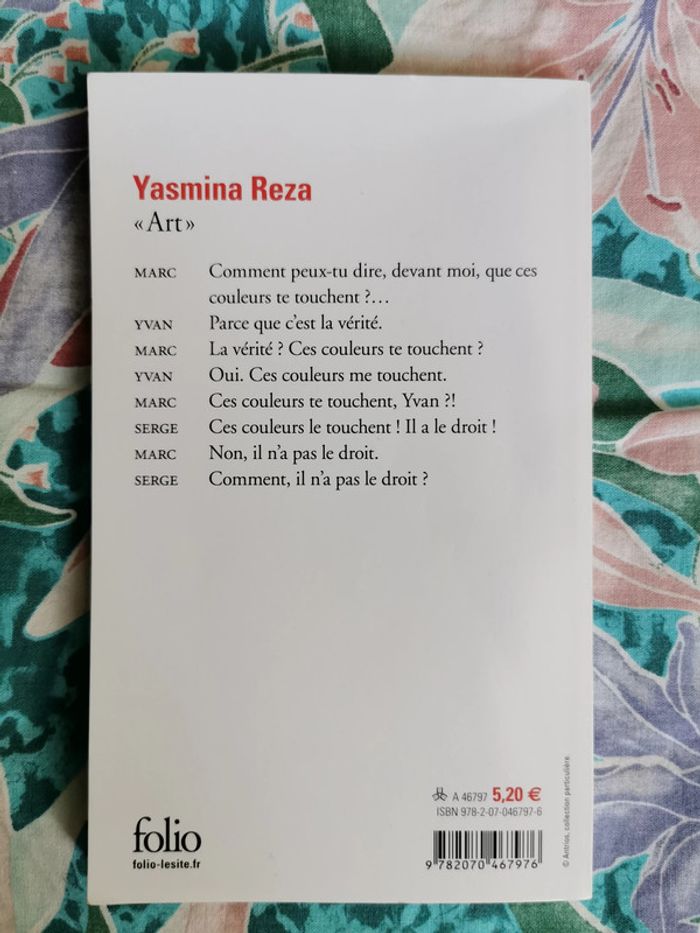 Yasmina Reza
« Art »
MARC Comment peux-tu dire, devant moi, que ces
couleurs te touchent ?…
YVAN Parce que c'est la vérité.
MARC La vérité ? Ces couleurs te touchent ?
YVAN Oui. Ces couleurs me touchent.
MARC Ces couleurs te touchent, Yvan ?!
SERGE Ces couleurs le touchent ! Il a le droit !
MARC Non, il n'a pas le droit.
SERGE Comment, il n'a pas le droit ?
A 46797 5,20 €
ISBN 978-2-07-046797-6
folio
folio-lesite.fr
9 782070 467976
© Antrios, collection particulière